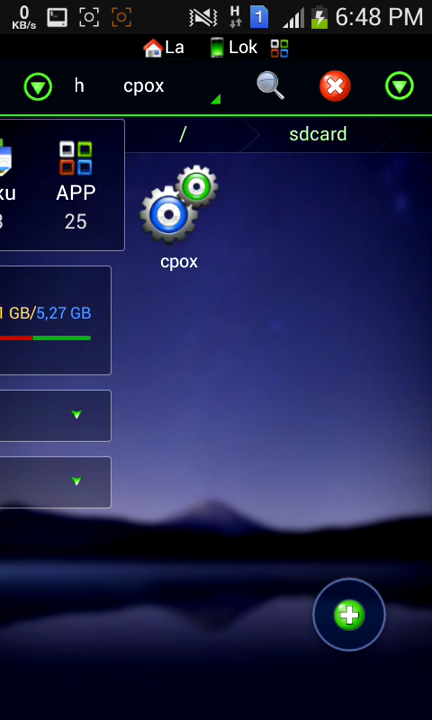 0
KB/s
H
1
6:48 PM
La
Lok
h
cpox
/
sdcard
ku
APP
25
cpox
GB/5,27 GB